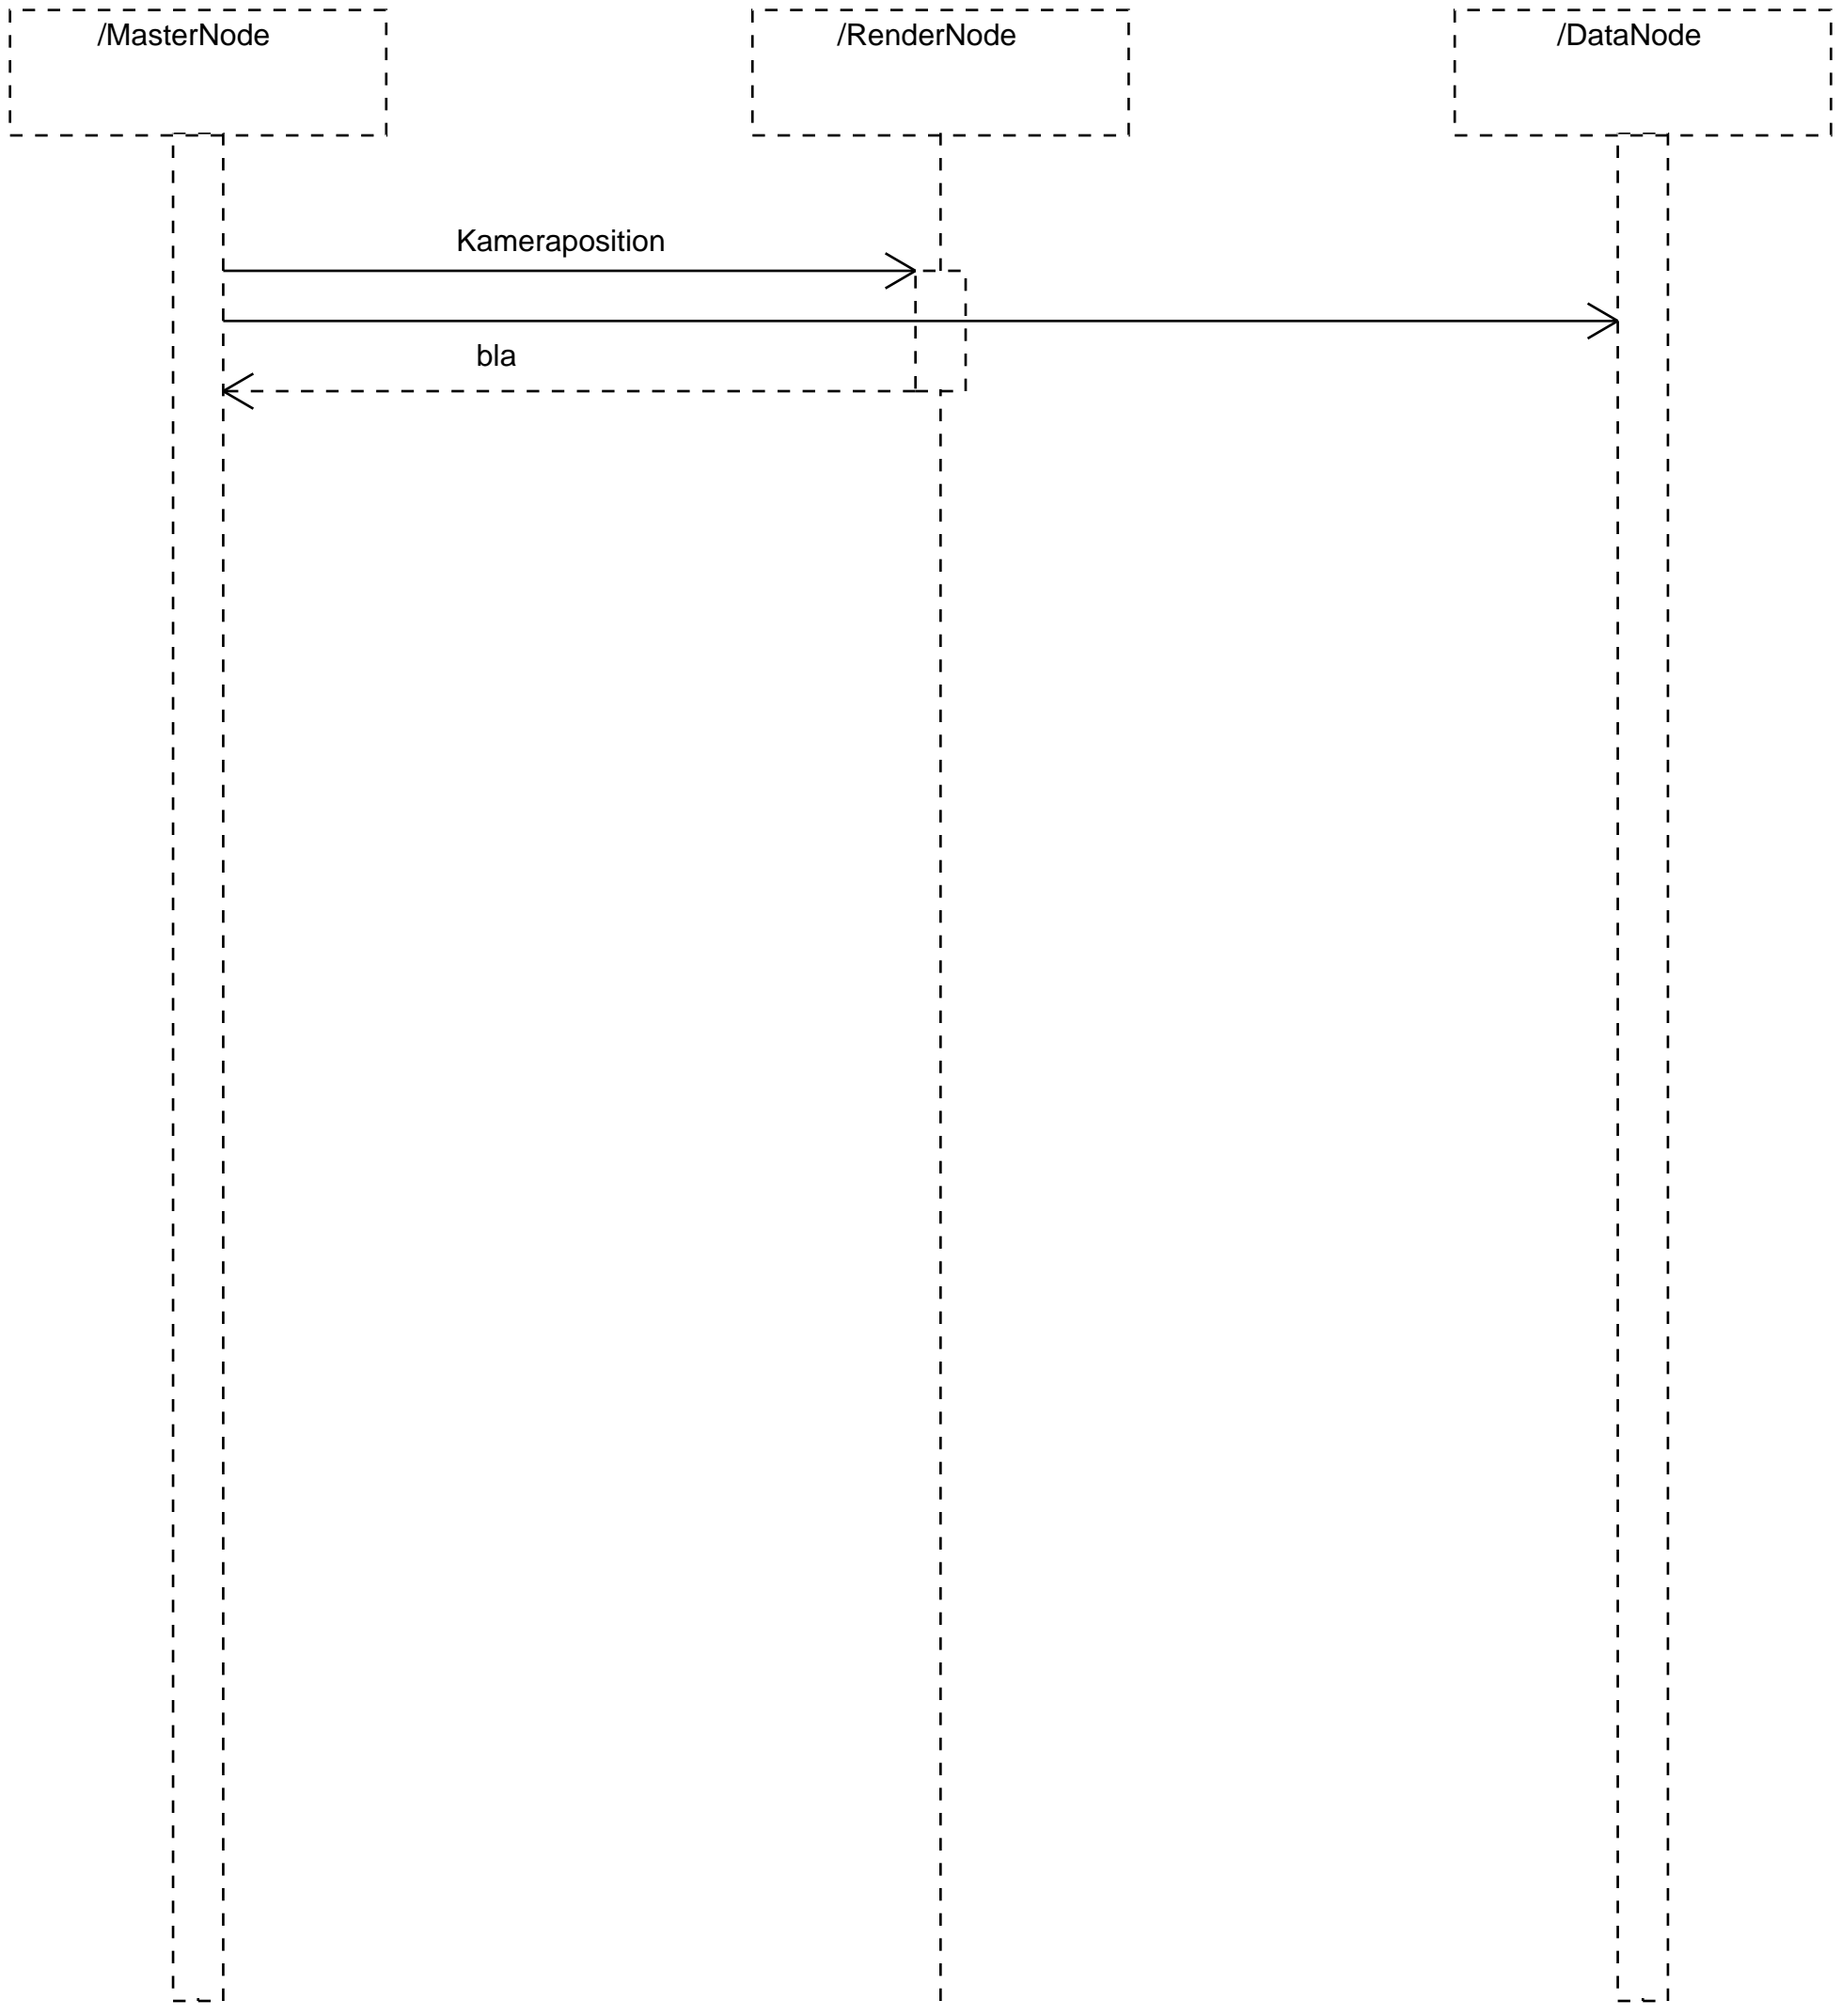 /MasterNode
/RenderNode
/DataNode
Kameraposition
bla